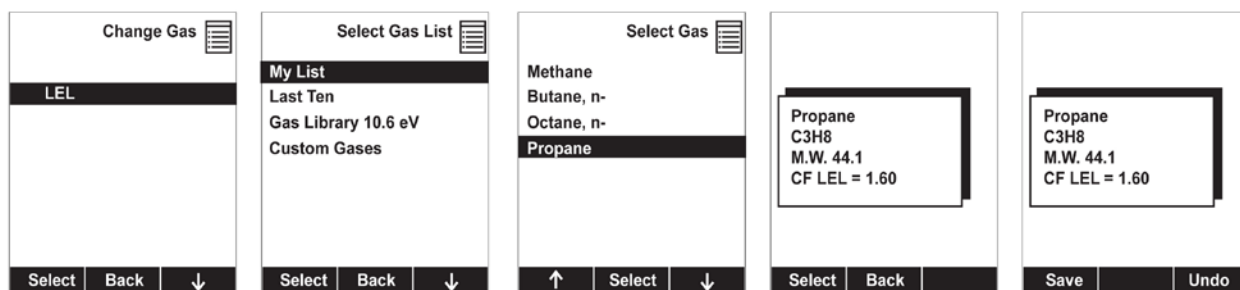 Change Gas
LEL
Select Back ↓
Select Gas List
My List
Last Ten
Gas Library 10.6 eV
Custom Gases
Select Back ↓
Select Gas
Methane
Butane, n-
Octane, n-
Propane
↑ Select ↓
Propane
C3H8
M.W. 44.1
CF LEL = 1.60
Select Back
Propane
C3H8
M.W. 44.1
CF LEL = 1.60
Save Undo